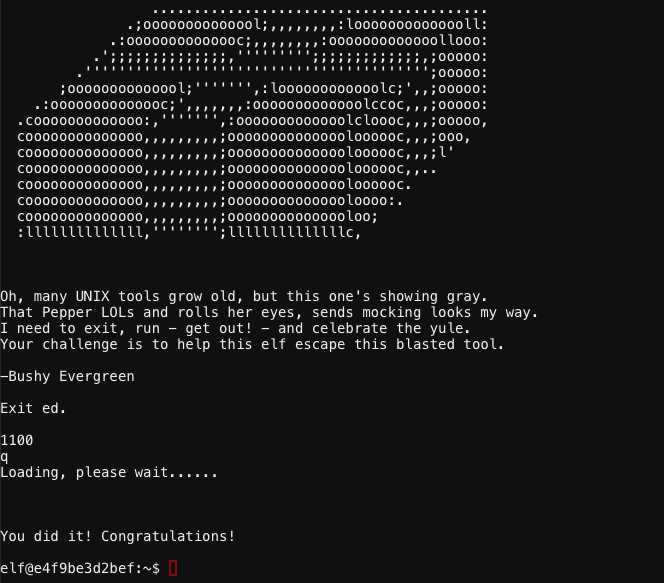 Oh, many UNIX tools grow old, but this one's showing gray.
That Pepper LOLs and rolls her eyes, sends mocking looks my way.
I need to exit, run - get out! - and celebrate the yule.
Your challenge is to help this elf escape this blasted tool.
-Bushy Evergreen
Exit ed.
1100
q
Loading, please wait......
You did it! Congratulations!
elf@e4f9be3d2bef:~$